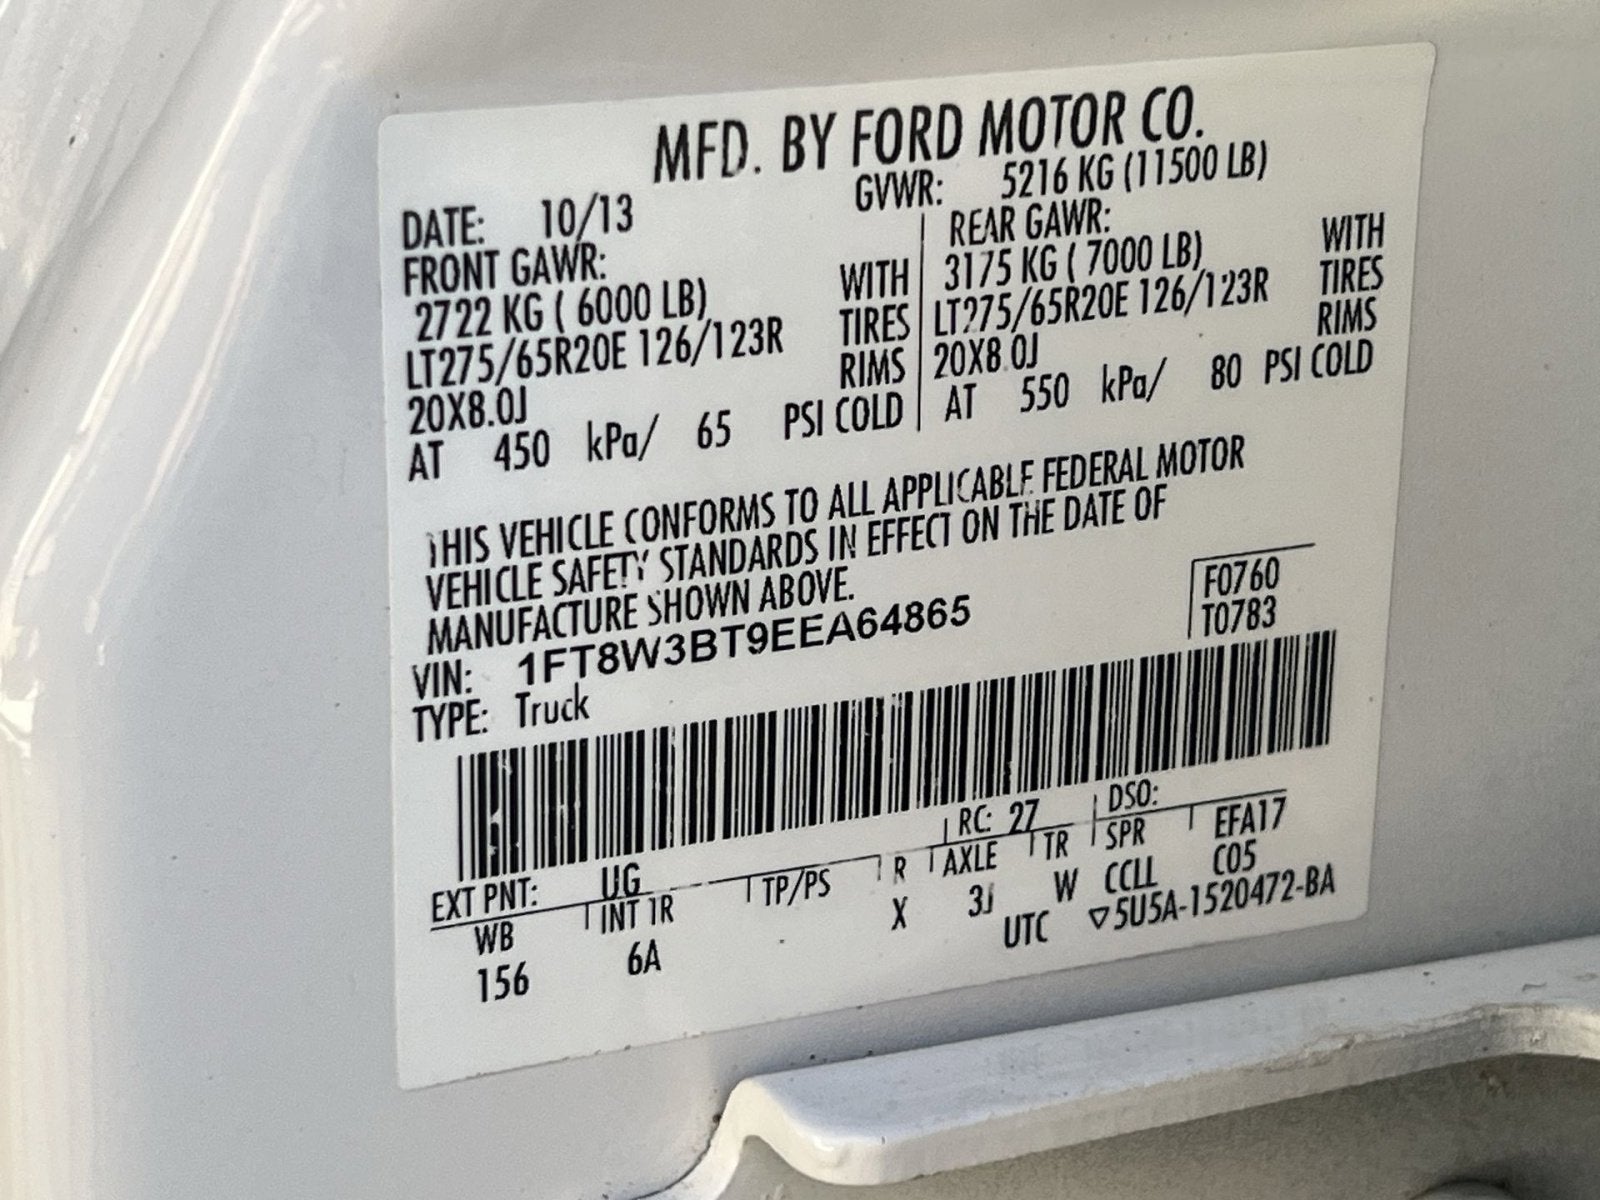 MFD. BY FORD MOTOR CO.
DATE: 10/13 GVWR: 5216 KG (11500 LB)
FRONT GAWR:
2722 KG ( 6000 LB) WITH
LT275/65R20E 126/123R TIRES
20X8.0J RIMS
AT 450 kPa/ 65 PSI COLD
REAR GAWR:
3175 KG ( 7000 LB) WITH
LT275/65R20E 126/123R TIRES
20X8.0J RIMS
AT 550 kPa/ 80 PSI COLD
THIS VEHICLE CONFORMS TO ALL APPLICABLE FEDERAL MOTOR
VEHICLE SAFETY STANDARDS IN EFFECT ON THE DATE OF
MANUFACTURE SHOWN ABOVE.
VIN: 1FT8W3BT9EEA64865
TYPE: Truck
F0760
T0783
EXT PNT: UG RC: 27 DSO:
WB INT TR TP/PS R AXLE TR SPR EFA17
156 6A X 3J W CCLL C05
UTC ▽5U5A-1520472-BA